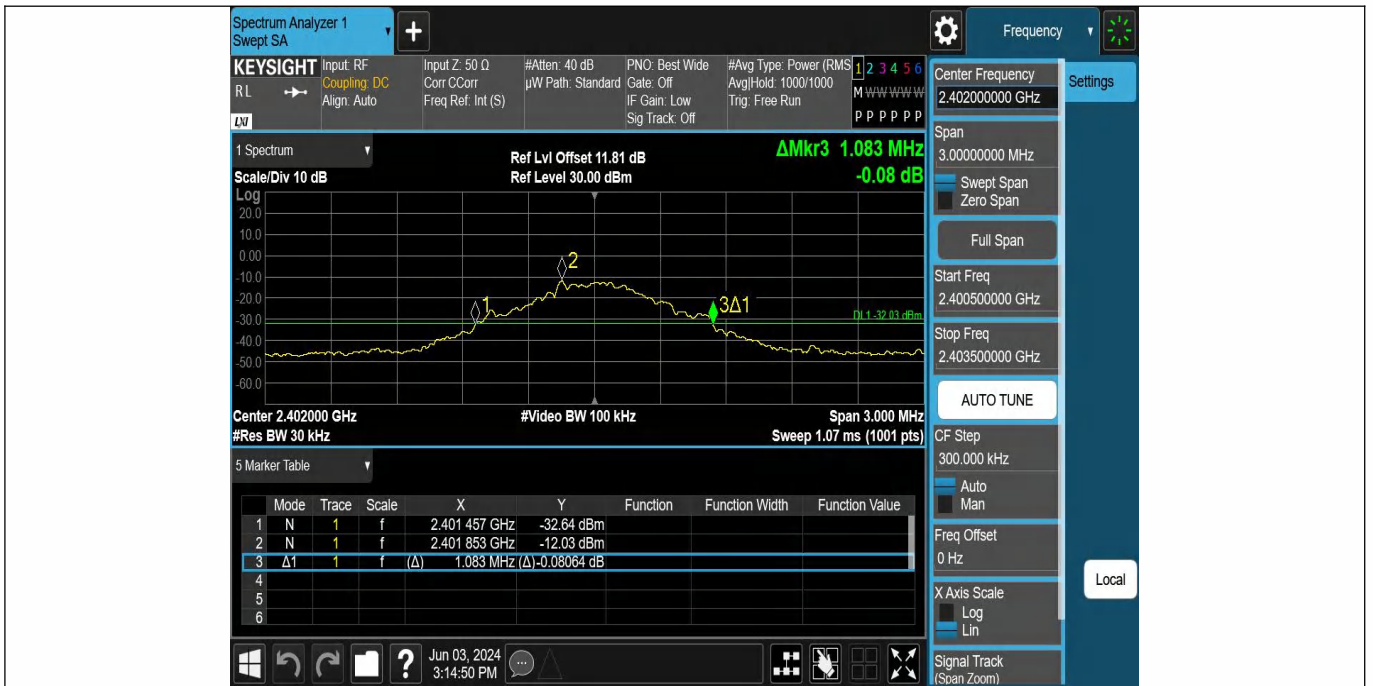 Spectrum Analyzer 1
Swept SA
+
Frequency
KEYSIGHT
RL
LXI
Input: RF
Coupling: DC
Align: Auto
Input Z: 50 Ω
Corr CCorr
Freq Ref: Int (S)
#Atten: 40 dB
µW Path: Standard
PNO: Best Wide
Gate: Off
IF Gain: Low
Sig Track: Off
#Avg Type: Power (RMS
Avg|Hold: 1000/1000
Trig: Free Run
1 2 3 4 5 6
M W W W W W
P P P P P P
1 Spectrum
Scale/Div 10 dB
Ref Lvl Offset 11.81 dB
Ref Level 30.00 dBm
ΔMkr3 1.083 MHz
-0.08 dB
Log
20.0
10.0
0.00
-10.0
-20.0
-30.0
-40.0
-50.0
-60.0
2
1
3Δ1
DL1 -32.03 dBm
Center 2.402000 GHz
#Video BW 100 kHz
Span 3.000 MHz
#Res BW 30 kHz
Sweep 1.07 ms (1001 pts)
5 Marker Table
Mode Trace Scale X Y Function Function Width Function Value
1 N 1 f 2.401 457 GHz -32.64 dBm
2 N 1 f 2.401 853 GHz -12.03 dBm
3 Δ1 1 f (Δ) 1.083 MHz (Δ) -0.08064 dB
4
5
6
?
Jun 03, 2024
3:14:50 PM
Center Frequency
2.402000000 GHz
Span
3.00000000 MHz
Swept Span
Zero Span
Full Span
Start Freq
2.400500000 GHz
Stop Freq
2.403500000 GHz
AUTO TUNE
CF Step
300.000 kHz
Auto
Man
Freq Offset
0 Hz
X Axis Scale
Log
Lin
Signal Track
(Span Zoom)
Settings
Local